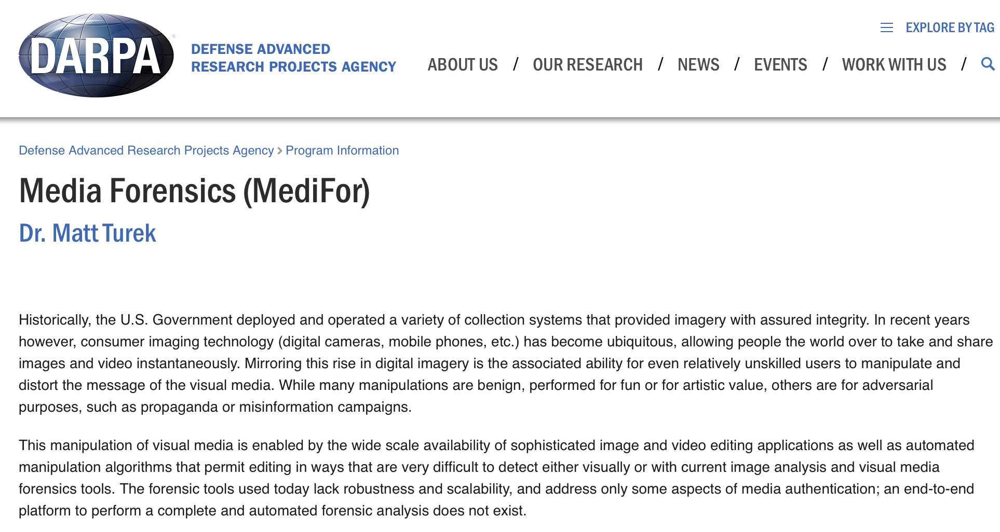 DARPA
®
DEFENSE ADVANCED
RESEARCH PROJECTS AGENCY
EXPLORE BY TAG
ABOUT US / OUR RESEARCH / NEWS / EVENTS / WORK WITH US /
Defense Advanced Research Projects Agency > Program Information
Media Forensics (MediFor)
Dr. Matt Turek
Historically, the U.S. Government deployed and operated a variety of collection systems that provided imagery with assured integrity. In recent years
however, consumer imaging technology (digital cameras, mobile phones, etc.) has become ubiquitous, allowing people the world over to take and share
images and video instantaneously. Mirroring this rise in digital imagery is the associated ability for even relatively unskilled users to manipulate and
distort the message of the visual media. While many manipulations are benign, performed for fun or for artistic value, others are for adversarial
purposes, such as propaganda or misinformation campaigns.
This manipulation of visual media is enabled by the wide scale availability of sophisticated image and video editing applications as well as automated
manipulation algorithms that permit editing in ways that are very difficult to detect either visually or with current image analysis and visual media
forensics tools. The forensic tools used today lack robustness and scalability, and address only some aspects of media authentication; an end-to-end
platform to perform a complete and automated forensic analysis does not exist.